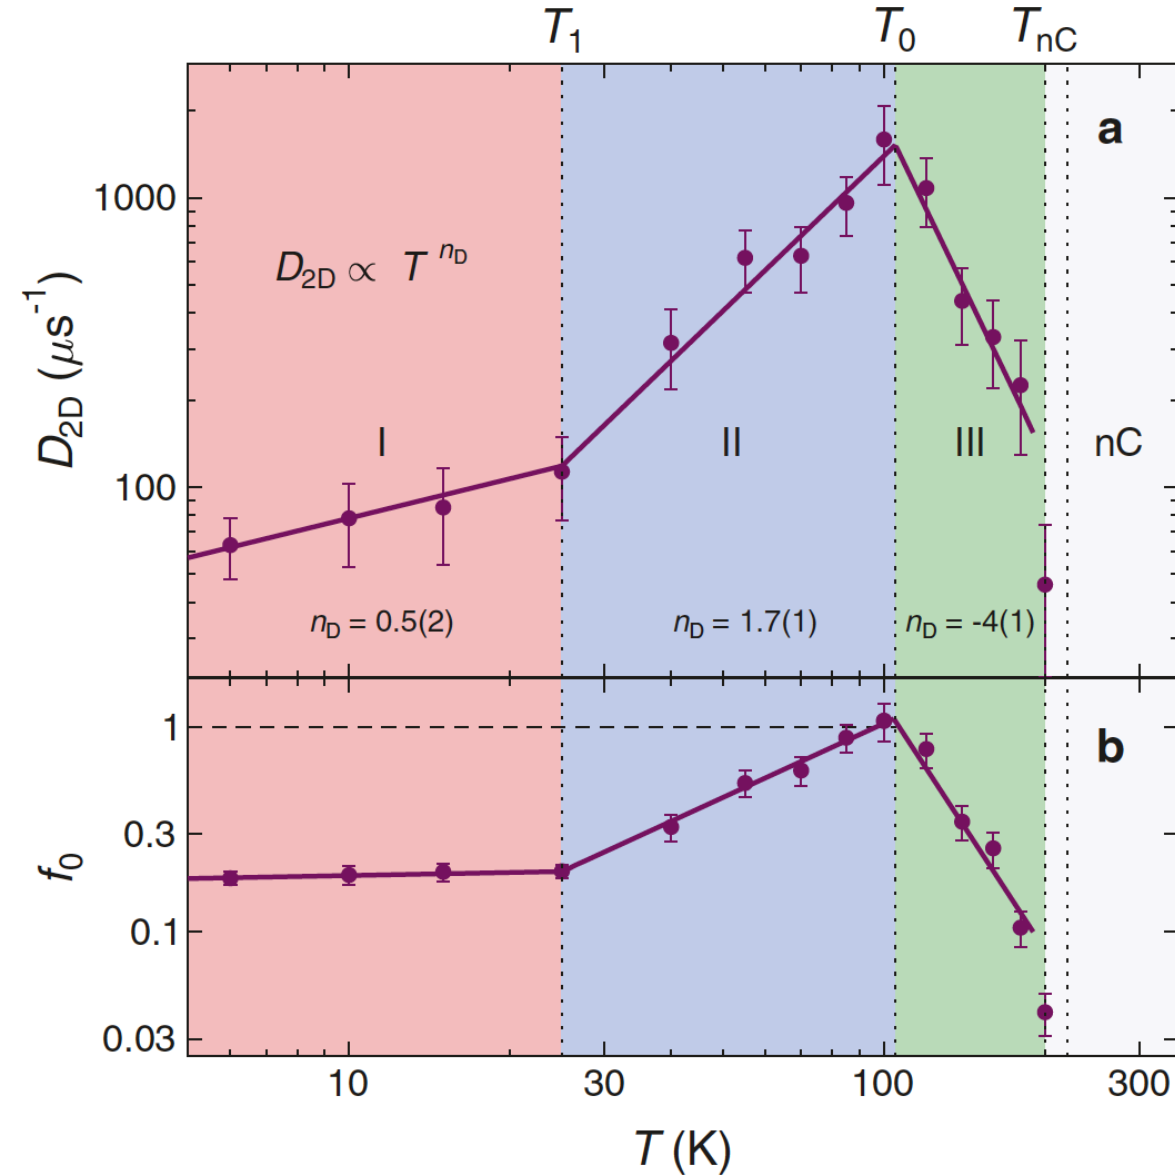 T1 T0 TnC
a
1000
D2D ∝ T nD
D2D (μs-1)
I II III nC
100
nD = 0.5(2) nD = 1.7(1) nD = -4(1)
1
b
0.3
f0
0.1
0.03
10 30 100 300
T (K)